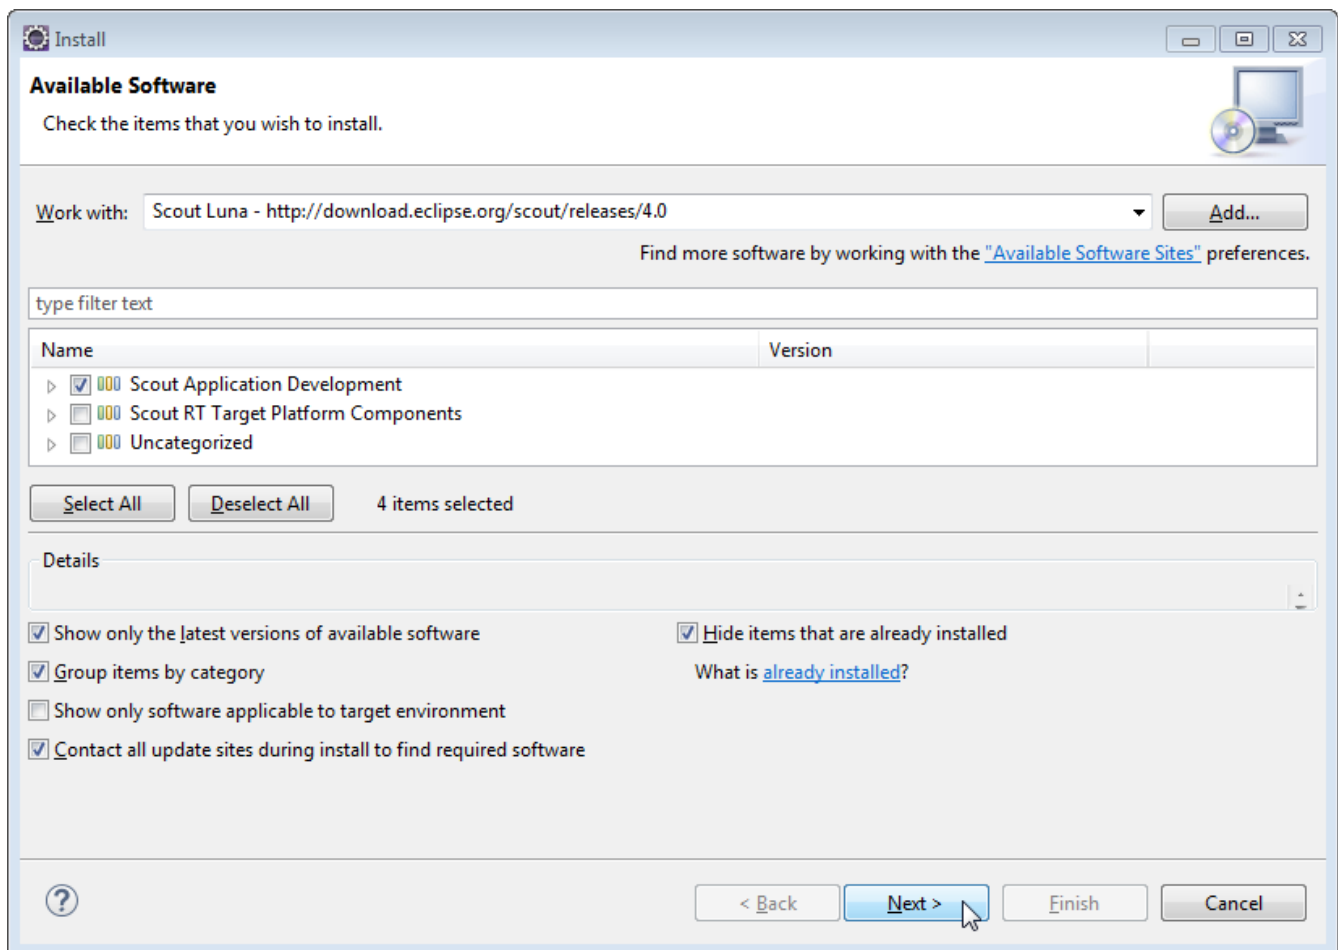 Install
Available Software
Check the items that you wish to install.
Work with: Scout Luna - http://download.eclipse.org/scout/releases/4.0 Add...
Find more software by working with the "Available Software Sites" preferences.
type filter text
Name Version
Scout Application Development
Scout RT Target Platform Components
Uncategorized
Select All Deselect All 4 items selected
Details
Show only the latest versions of available software Hide items that are already installed
Group items by category What is already installed?
Show only software applicable to target environment
Contact all update sites during install to find required software
? < Back Next > Finish Cancel